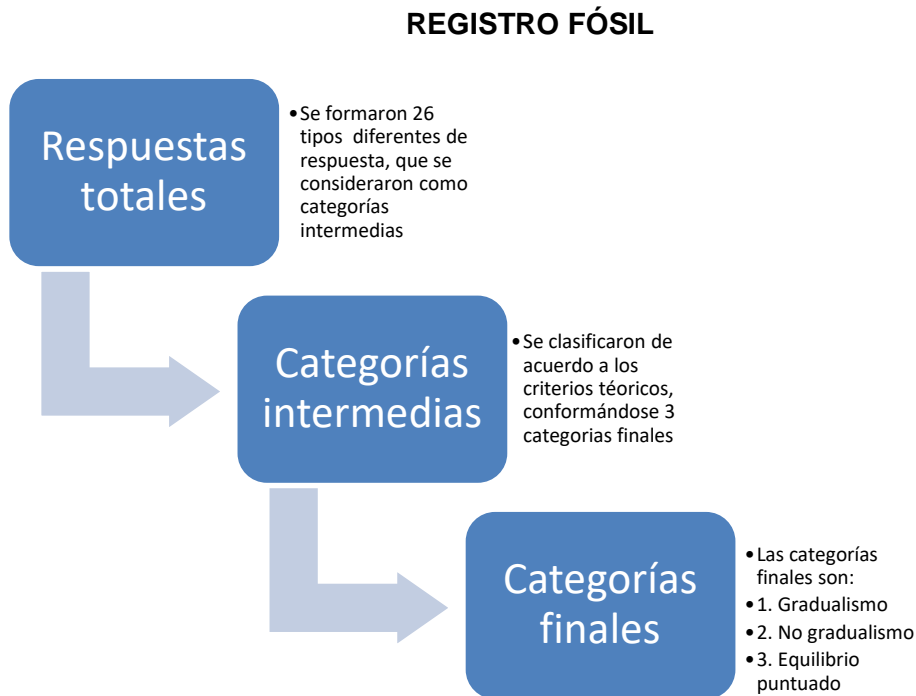 REGISTRO FÓSIL
Respuestas
totales
•Se formaron 26
tipos diferentes de
respuesta, que se
consideraron como
categorías
intermedias
Categorías
intermedias
•Se clasificaron de
acuerdo a los
criterios téoricos,
conformándose 3
categorias finales
Categorías
finales
•Las categorías
finales son:
•1. Gradualismo
•2. No gradualismo
•3. Equilibrio
puntuado